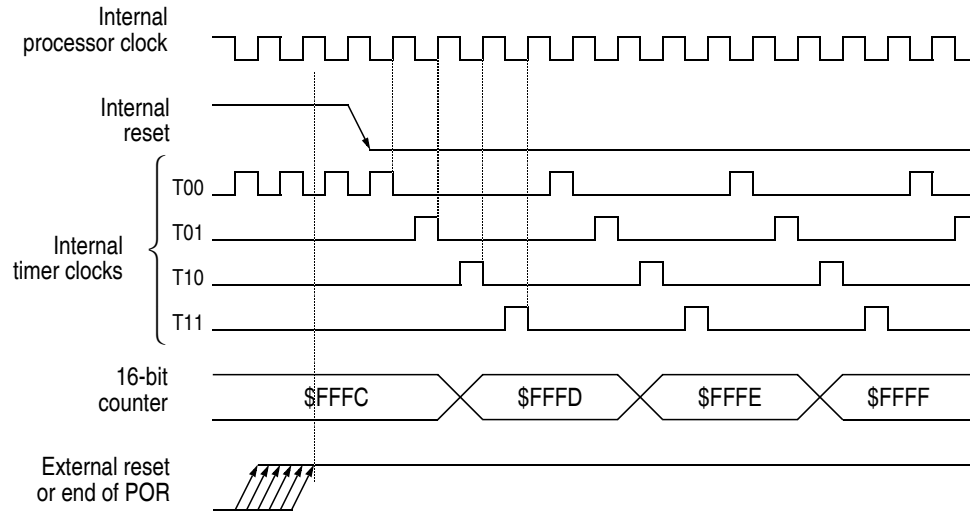 Internal
processor clock
Internal
reset
T00
T01
Internal
timer clocks
T10
T11
16-bit
counter
$FFFC
$FFFD
$FFFE
$FFFF
External reset
or end of POR